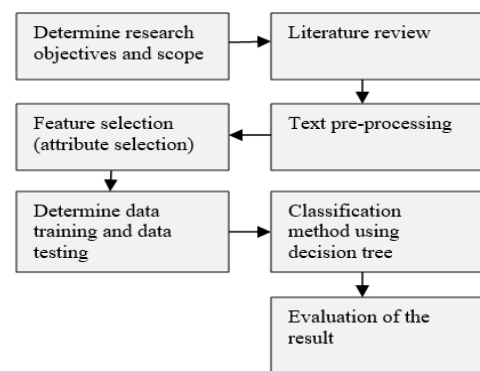 Determine research
objectives and scope
Literature review
Text pre-processing
Feature selection
(attribute selection)
Determine data
training and data
testing
Classification
method using
decision tree
Evaluation of the
result